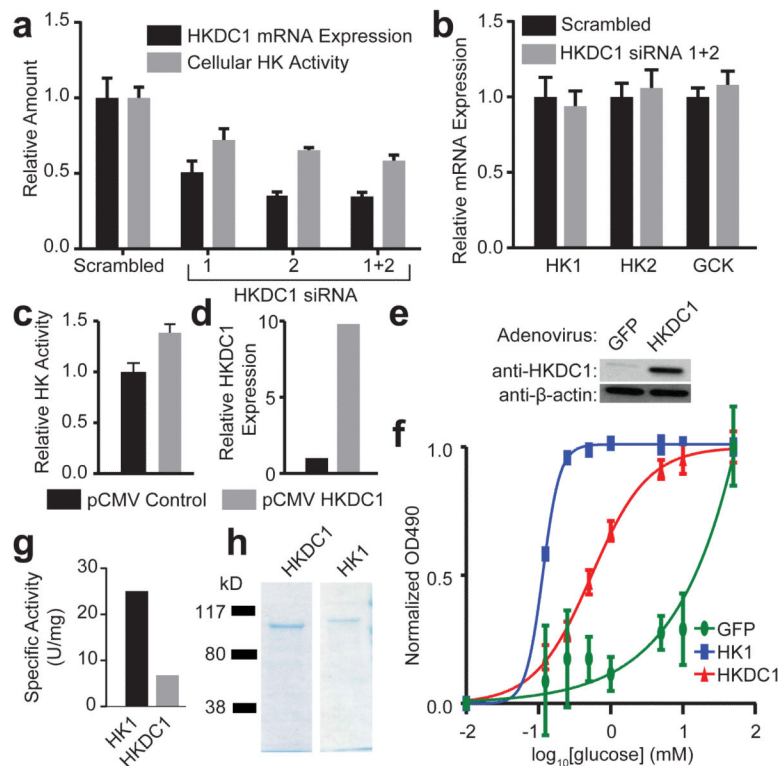 a
HKDC1 mRNA Expression
Cellular HK Activity
Relative Amount
1.0
0.5
0.0
Scrambled
1
2
1+2
HKDC1 siRNA
b
Scrambled
HKDC1 siRNA 1+2
Relative mRNA Expression
1.5
1.0
0.5
0.0
HK1
HK2
GCK
c
Relative HK Activity
1.5
1.0
0.5
0.0
d
Relative HKDC1
Expression
10
5
0
pCMV Control
pCMV HKDC1
e
Adenovirus:
GFP
HKDC1
anti-HKDC1:
anti-β-actin:
f
Normalized OD490
1.0
0.5
0.0
-2
-1
0
1
2
log10[glucose] (mM)
GFP
HK1
HKDC1
g
Specific Activity
(U/mg)
30
20
10
0
HK1
HKDC1
h
kD
117
80
38
HKDC1
HK1